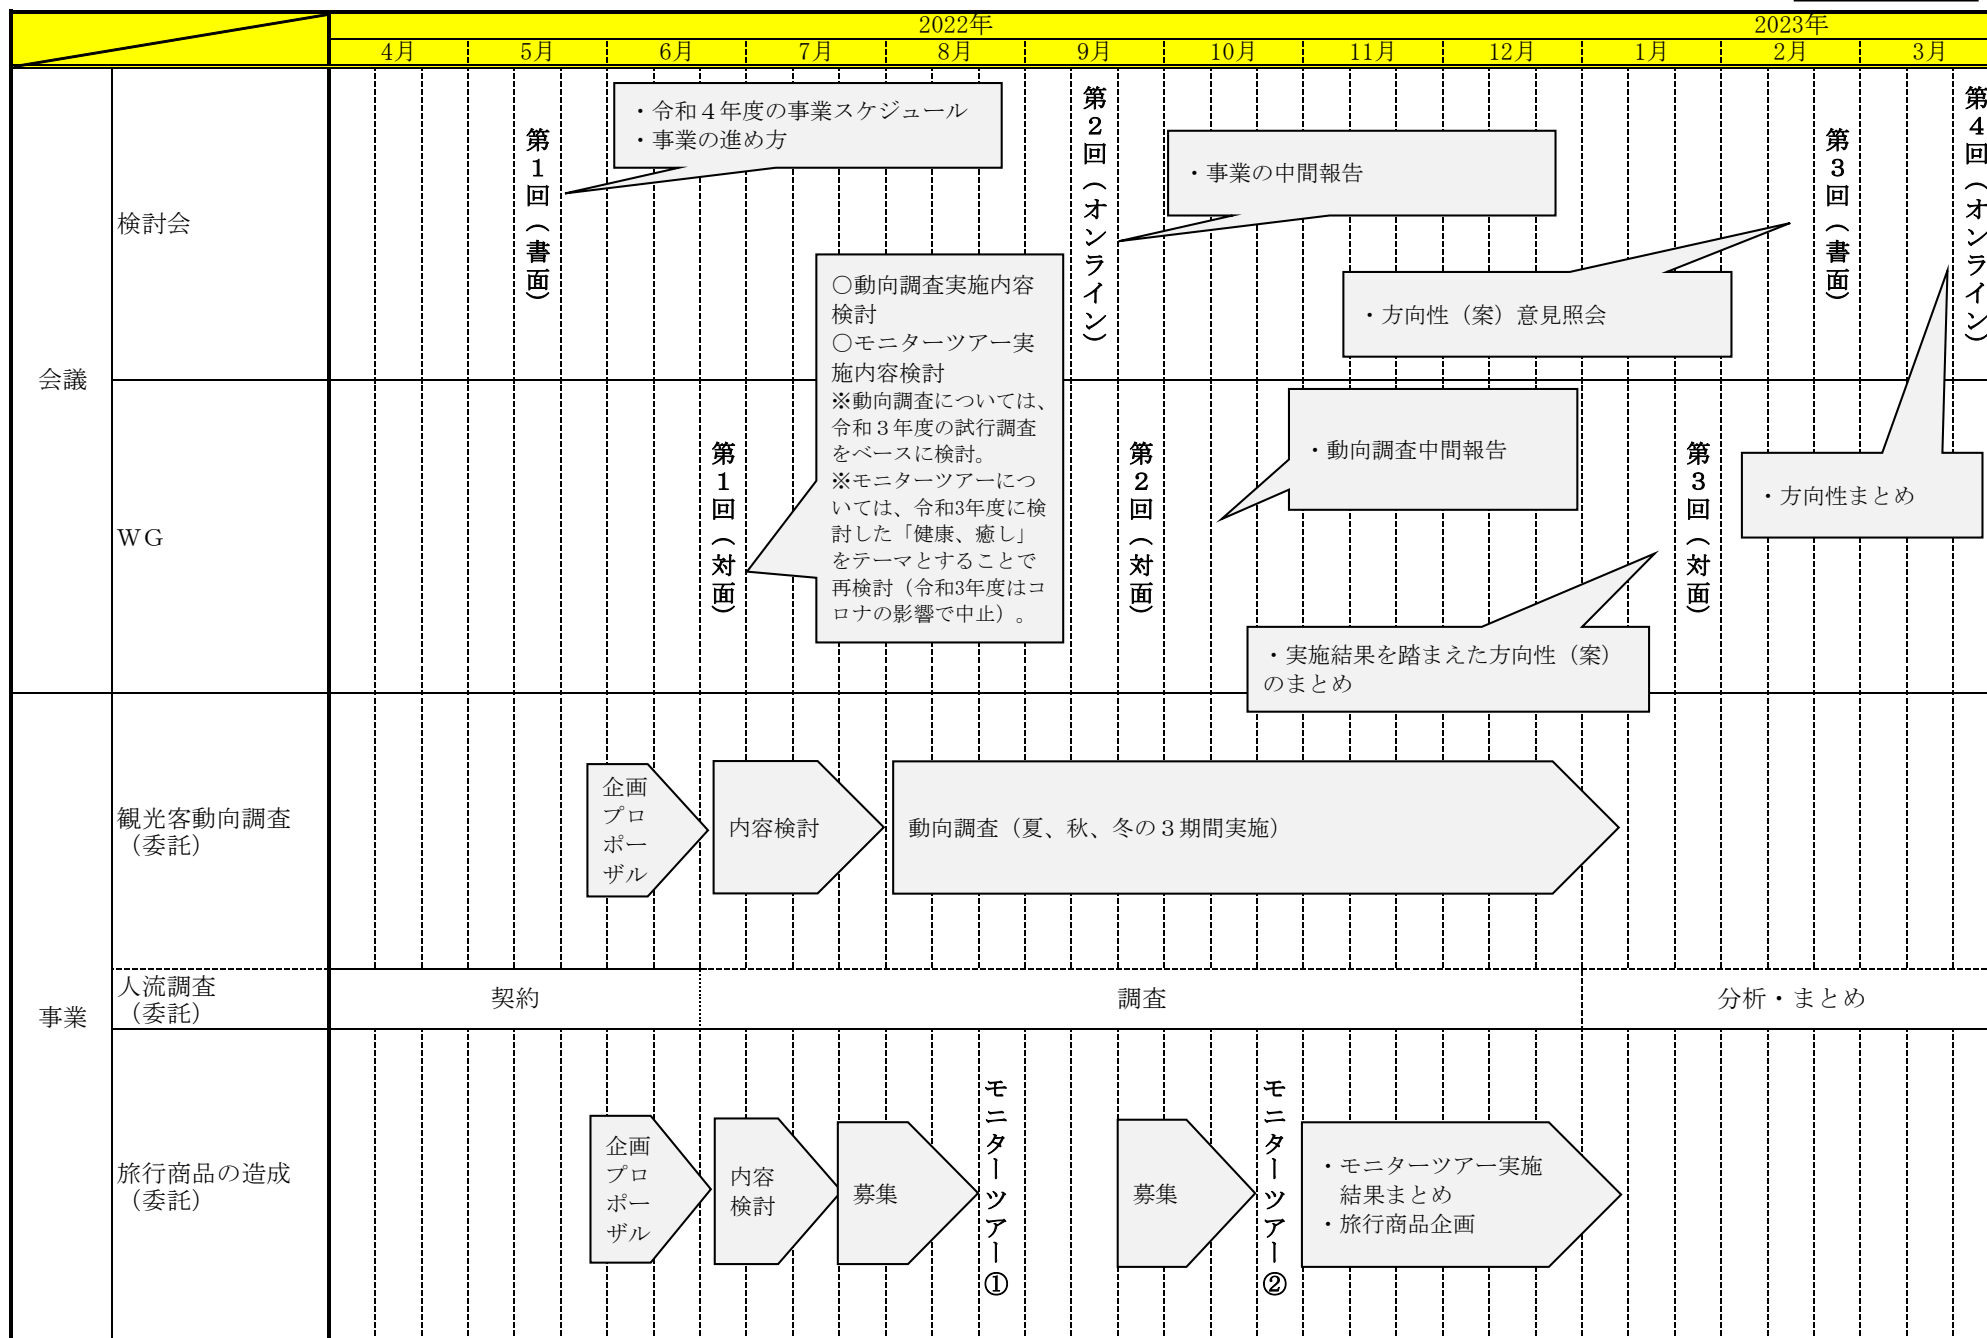 2022年
2023年
4月
5月
6月
7月
8月
9月
10月
11月
12月
1月
2月
3月
会議
検討会
第1回（書面）
・令和４年度の事業スケジュール
・事業の進め方
第2回（オンライン）
・事業の中間報告
第3回（書面）
・方向性（案）意見照会
第4回（オンライン）
・方向性まとめ
WG
第1回（対面）
○動向調査実施内容
検討
○モニターツアー実
施内容検討
※動向調査については、
令和３年度の試行調査
をベースに検討。
※モニターツアーにつ
いては、令和3年度に検
討した「健康、癒し」
をテーマとすることで
再検討（令和3年度はコ
ロナの影響で中止）。
第2回（対面）
・動向調査中間報告
第3回（対面）
・実施結果を踏まえた方向性（案）
のまとめ
事業
観光客動向調査
（委託）
企画
プロ
ポー
ザル
内容検討
動向調査（夏、秋、冬の３期間実施）
人流調査
（委託）
契約
調査
分析・まとめ
旅行商品の造成
（委託）
企画
プロ
ポー
ザル
内容
検討
募集
モニターツアー①
募集
モニターツアー②
・モニターツアー実施
結果まとめ
・旅行商品企画